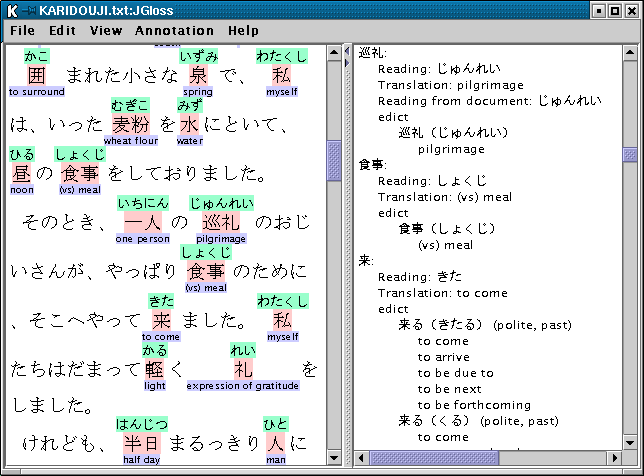 KARIDOUJI.txt:JGloss
File Edit View Annotation Help
かこ いずみ わたくし
囲 まれた小さな 泉 で、 私
to surround spring myself
むぎこ みず
は、いった 麦粉 を 水 にといて、
wheat flour water
ひる しょくじ
昼 の 食事 をしておりました。
noon (vs) meal
いちにん じゅんれい
そのとき、 一人 の 巡礼 のおじ
one person pilgrimage
しょくじ
いさんが、やっぱり 食事 のために
(vs) meal
きた わたくし
、そこへやって 来 ました。 私
to come myself
かる れい
たちはだまって 軽 く 礼 を
light expression of gratitude
しました。
はんじつ ひと
けれども、 半日 まるっきり 人 に
half day man
巡礼:
Reading: じゅんれい
Translation: pilgrimage
Reading from document: じゅんれい
edict
巡礼（じゅんれい）
pilgrimage
食事:
Reading: しょくじ
Translation: (vs) meal
edict
食事（しょくじ）
(vs) meal
来:
Reading: きた
Translation: to come
edict
来る（きたる） (polite, past)
to come
to arrive
to be due to
to be next
to be forthcoming
来る（くる） (polite, past)
to come